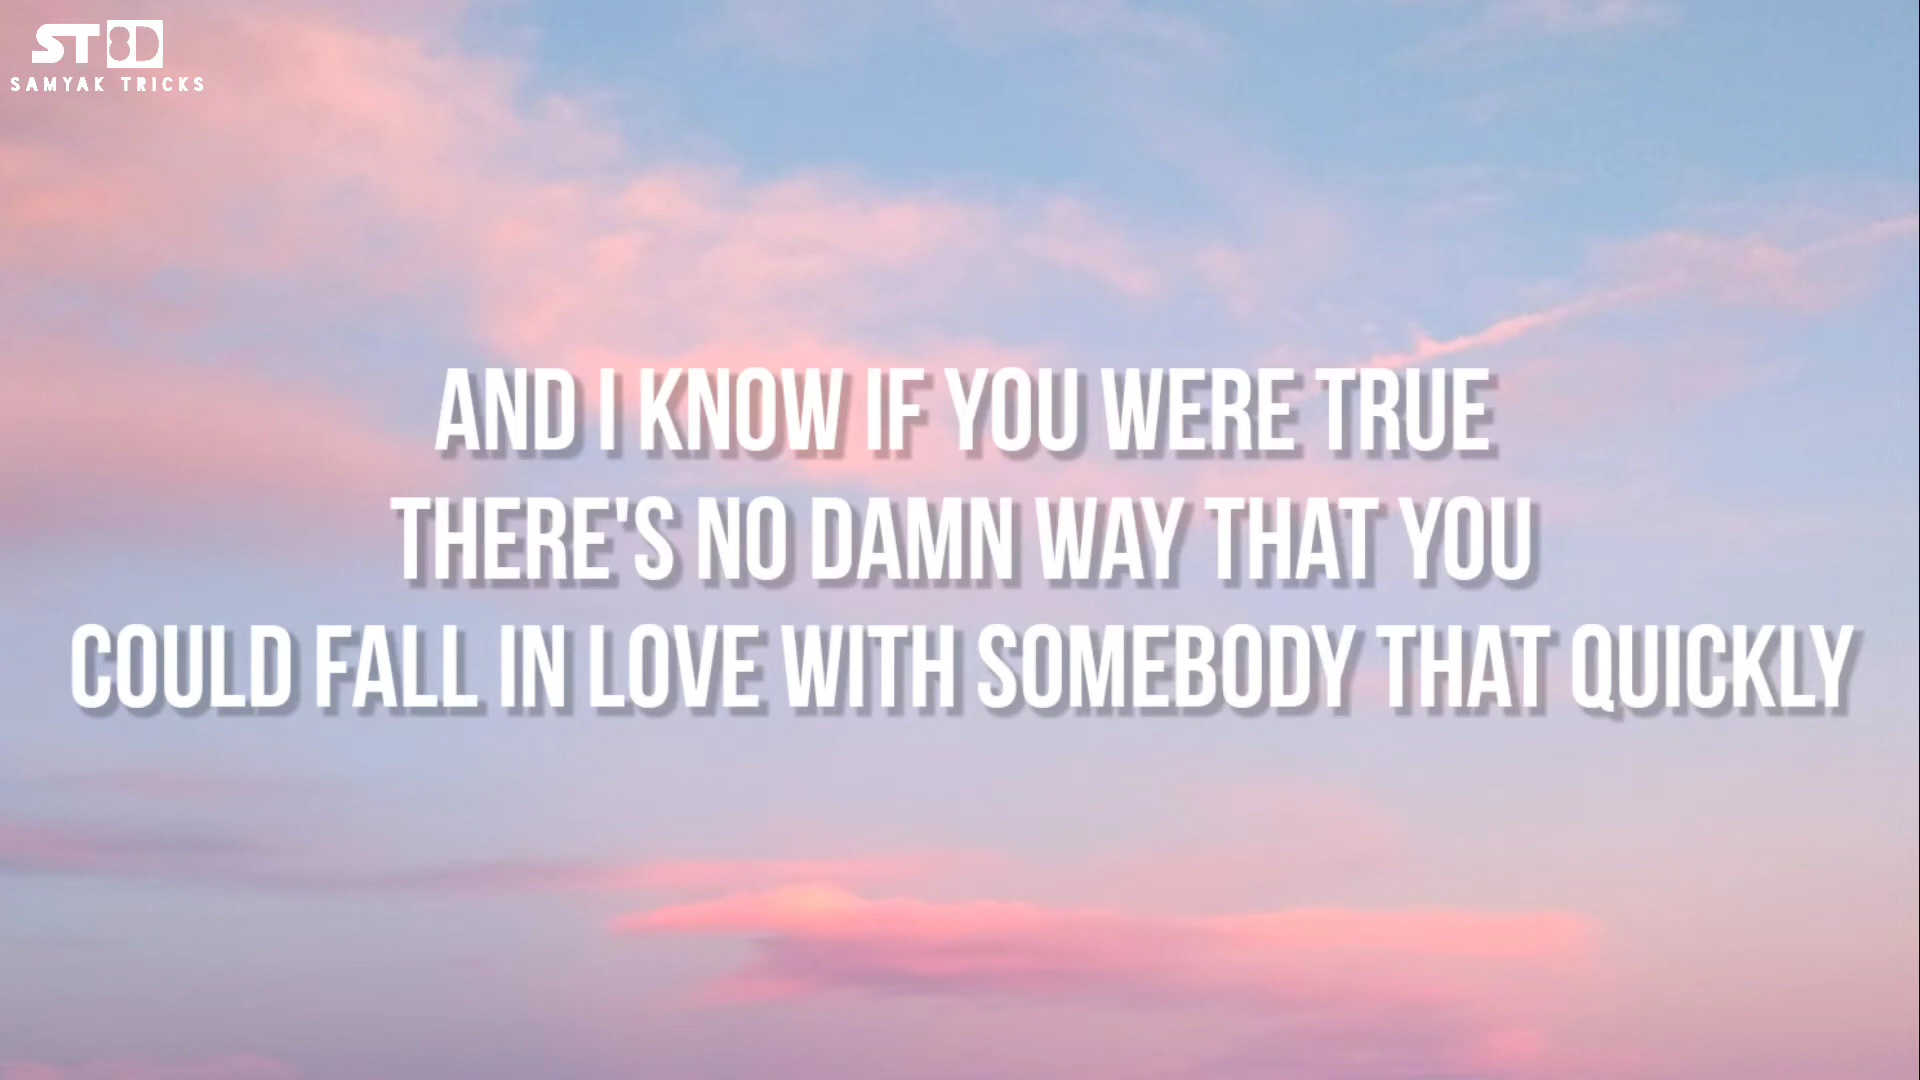 ST8D
SAMYAK TRICKS
AND I KNOW IF YOU WERE TRUE
THERE'S NO DAMN WAY THAT YOU
COULD FALL IN LOVE WITH SOMEBODY THAT QUICKLY